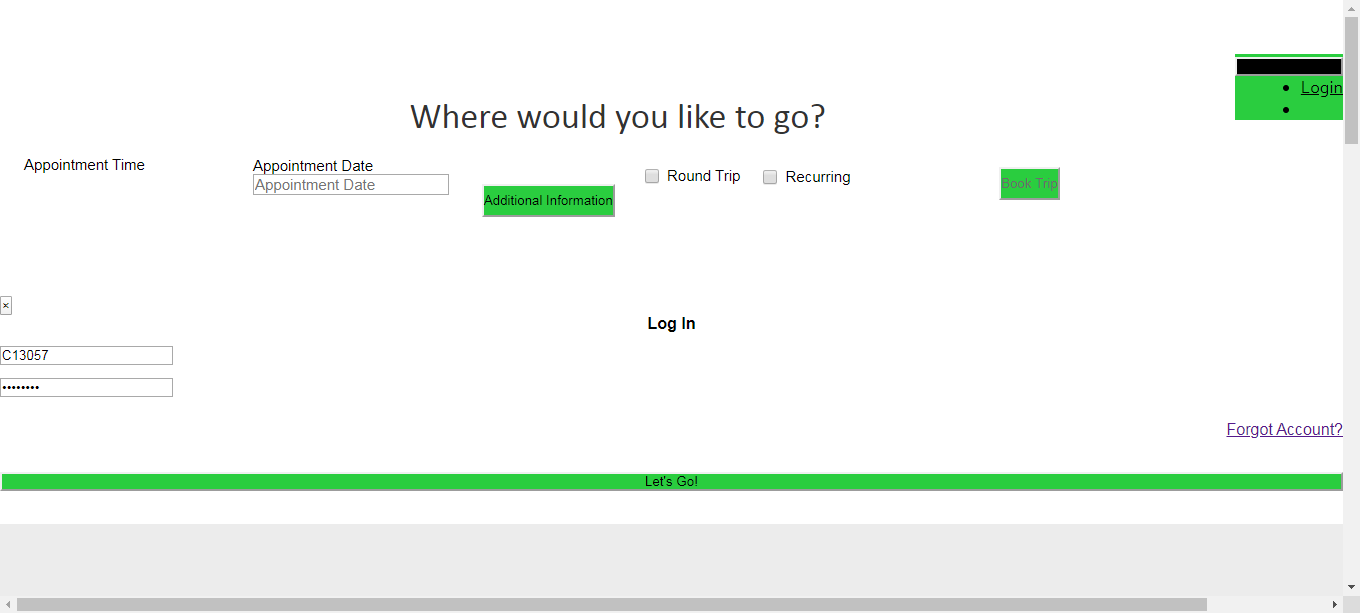 Login
Where would you like to go?
Appointment Time
Appointment Date
Appointment Date
Additional Information
Round Trip
Recurring
Book Trip
×
Log In
C13057
••••••••
Forgot Account?
Let's Go!